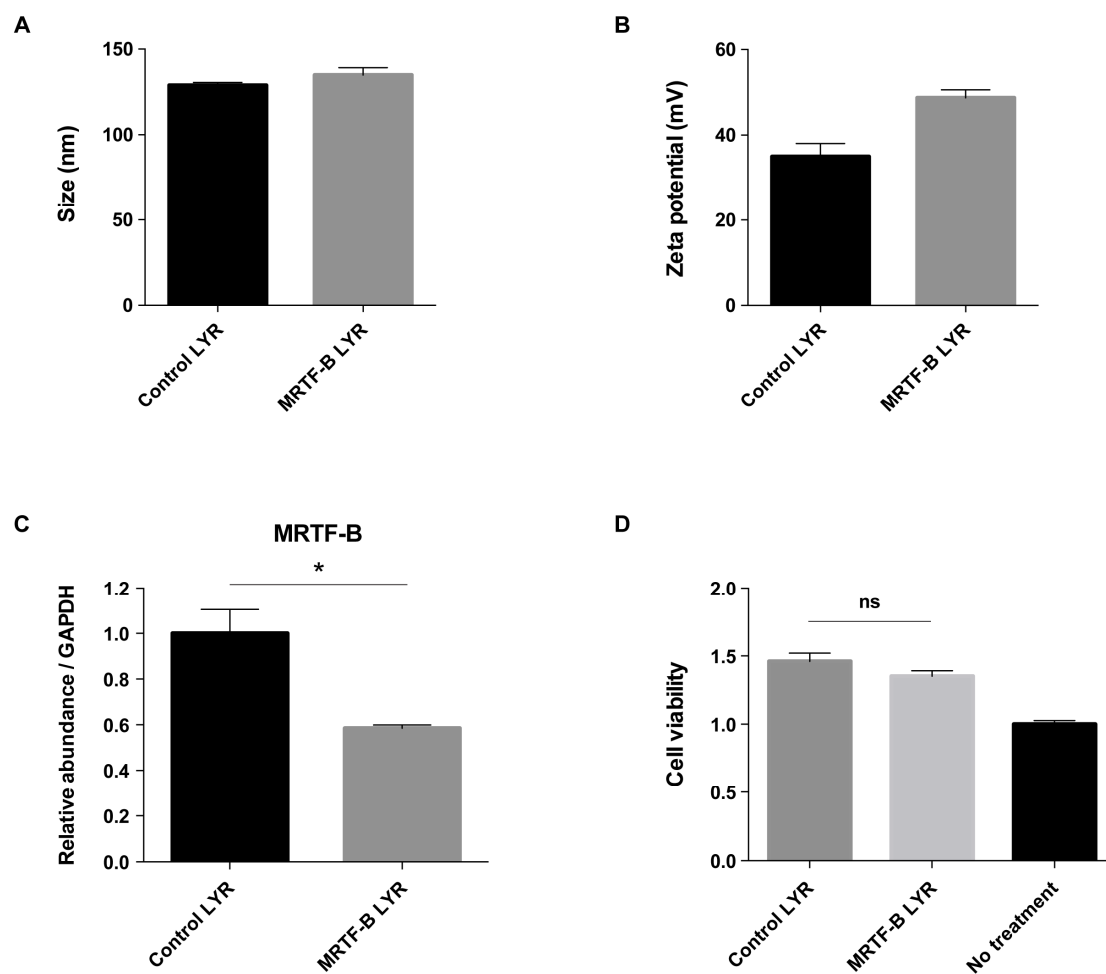 A
150
100
50
0
Size (nm)
Control LYR
MRTF-B LYR
B
60
40
20
0
Zeta potential (mV)
Control LYR
MRTF-B LYR
C
MRTF-B
*
1.2
1.0
0.8
0.6
0.4
0.2
0.0
Relative abundance / GAPDH
Control LYR
MRTF-B LYR
D
ns
2.0
1.5
1.0
0.5
0.0
Cell viability
Control LYR
MRTF-B LYR
No treatment